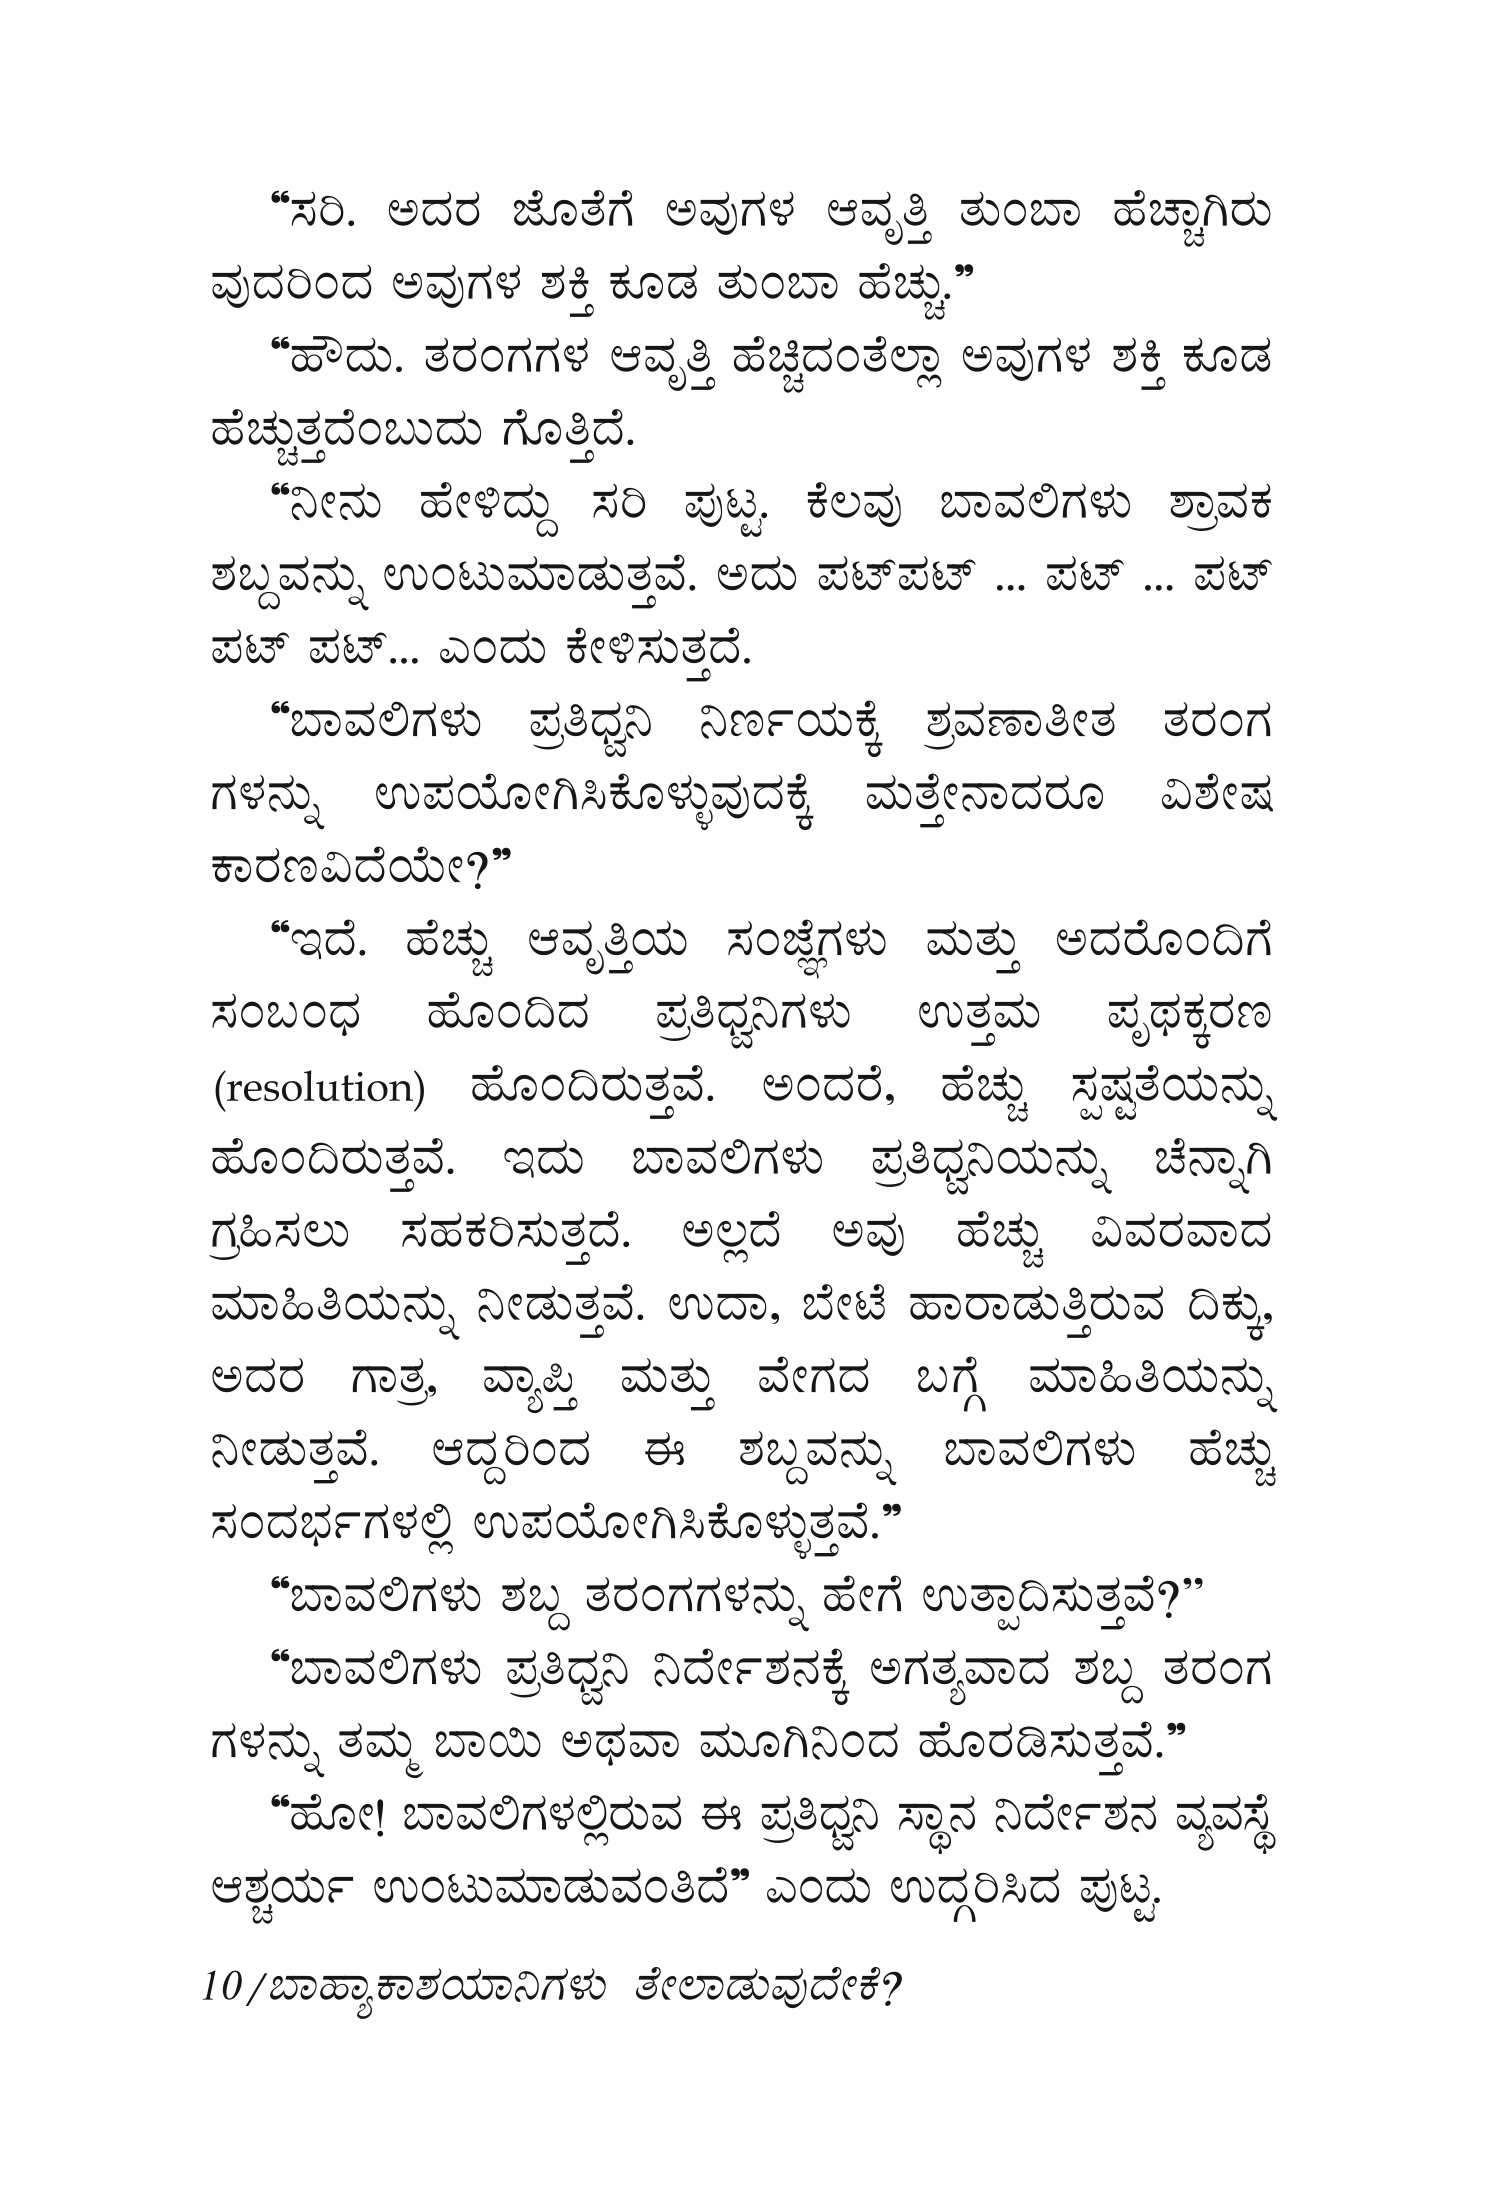 “ಸರಿ. ಅದರ ಜೊತೆಗೆ ಅವುಗಳ ಆವೃತ್ತಿ ತುಂಬಾ ಹೆಚ್ಚಾಗಿರು
ವುದರಿಂದ ಅವುಗಳ ಶಕ್ತಿ ಕೂಡ ತುಂಬಾ ಹೆಚ್ಚು.”
“ಹೌದು. ತರಂಗಗಳ ಆವೃತ್ತಿ ಹೆಚ್ಚಿದಂತೆಲ್ಲಾ ಅವುಗಳ ಶಕ್ತಿ ಕೂಡ
ಹೆಚ್ಚುತ್ತದೆಂಬುದು ಗೊತ್ತಿದೆ.
“ನೀನು ಹೇಳಿದ್ದು ಸರಿ ಪುಟ್ಟ. ಕೆಲವು ಬಾವಲಿಗಳು ಶ್ರಾವಕ
ಶಬ್ದವನ್ನು ಉಂಟುಮಾಡುತ್ತವೆ. ಅದು ಪಟ್‌ಪಟ್ ... ಪಟ್ ... ಪಟ್
ಪಟ್ ಪಟ್... ಎಂದು ಕೇಳಿಸುತ್ತದೆ.
“ಬಾವಲಿಗಳು ಪ್ರತಿಧ್ವನಿ ನಿರ್ಣಯಕ್ಕೆ ಶ್ರವಣಾತೀತ ತರಂಗ
ಗಳನ್ನು ಉಪಯೋಗಿಸಿಕೊಳ್ಳುವುದಕ್ಕೆ ಮತ್ತೇನಾದರೂ ವಿಶೇಷ
ಕಾರಣವಿದೆಯೇ?”
“ಇದೆ. ಹೆಚ್ಚು ಆವೃತ್ತಿಯ ಸಂಜ್ಞೆಗಳು ಮತ್ತು ಅದರೊಂದಿಗೆ
ಸಂಬಂಧ ಹೊಂದಿದ ಪ್ರತಿಧ್ವನಿಗಳು ಉತ್ತಮ ಪೃಥಕ್ಕರಣ
(resolution) ಹೊಂದಿರುತ್ತವೆ. ಅಂದರೆ, ಹೆಚ್ಚು ಸ್ಪಷ್ಟತೆಯನ್ನು
ಹೊಂದಿರುತ್ತವೆ. ಇದು ಬಾವಲಿಗಳು ಪ್ರತಿಧ್ವನಿಯನ್ನು ಚೆನ್ನಾಗಿ
ಗ್ರಹಿಸಲು ಸಹಕರಿಸುತ್ತದೆ. ಅಲ್ಲದೆ ಅವು ಹೆಚ್ಚು ವಿವರವಾದ
ಮಾಹಿತಿಯನ್ನು ನೀಡುತ್ತವೆ. ಉದಾ, ಬೇಟೆ ಹಾರಾಡುತ್ತಿರುವ ದಿಕ್ಕು,
ಅದರ ಗಾತ್ರ, ವ್ಯಾಪ್ತಿ ಮತ್ತು ವೇಗದ ಬಗ್ಗೆ ಮಾಹಿತಿಯನ್ನು
ನೀಡುತ್ತವೆ. ಆದ್ದರಿಂದ ಈ ಶಬ್ದವನ್ನು ಬಾವಲಿಗಳು ಹೆಚ್ಚು
ಸಂದರ್ಭಗಳಲ್ಲಿ ಉಪಯೋಗಿಸಿಕೊಳ್ಳುತ್ತವೆ.”
“ಬಾವಲಿಗಳು ಶಬ್ದ ತರಂಗಗಳನ್ನು ಹೇಗೆ ಉತ್ಪಾದಿಸುತ್ತವೆ?”
“ಬಾವಲಿಗಳು ಪ್ರತಿಧ್ವನಿ ನಿರ್ದೇಶನಕ್ಕೆ ಅಗತ್ಯವಾದ ಶಬ್ದ ತರಂಗ
ಗಳನ್ನು ತಮ್ಮ ಬಾಯಿ ಅಥವಾ ಮೂಗಿನಿಂದ ಹೊರಡಿಸುತ್ತವೆ.”
“ಹೋ! ಬಾವಲಿಗಳಲ್ಲಿರುವ ಈ ಪ್ರತಿಧ್ವನಿ ಸ್ಥಾನ ನಿರ್ದೇಶನ ವ್ಯವಸ್ಥೆ
ಆಶ್ಚರ್ಯ ಉಂಟುಮಾಡುವಂತಿದೆ” ಎಂದು ಉದ್ಗರಿಸಿದ ಪುಟ್ಟ.
10/ಬಾಹ್ಯಾಕಾಶಯಾನಿಗಳು ತೇಲಾಡುವುದೇಕೆ?